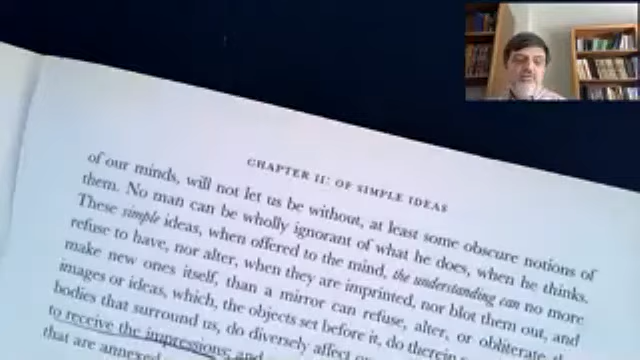 CHAPTER II: OF SIMPLE IDEAS
of our minds, will not let us be without, at least some obscure notions of
them. No man can be wholly ignorant of what he does, when he thinks.
These simple ideas, when offered to the mind, the understanding can no more
refuse to have, nor alter, when they are imprinted, nor blot them out, and
make new ones itself, than a mirror can refuse, alter, or obliterate
images or ideas, which, the objects set before it, do therein
bodies that surround us, do diversely affect
to receive the impressions; and
that are annexed